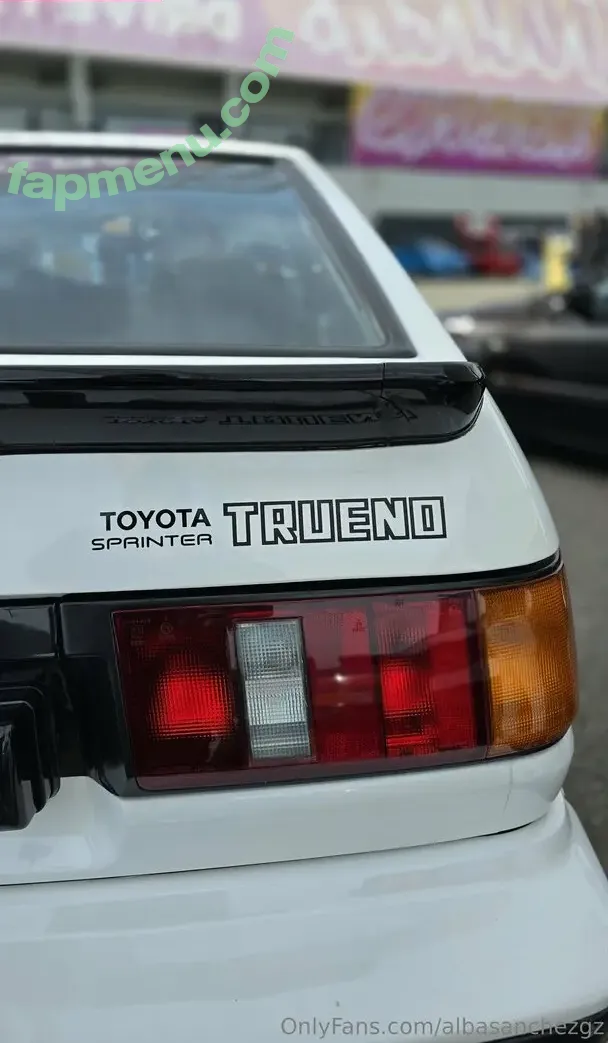 fapmenu.com
TOYOTA TRUENO
SPRINTER
OnlyFans.com/albasanchezgz